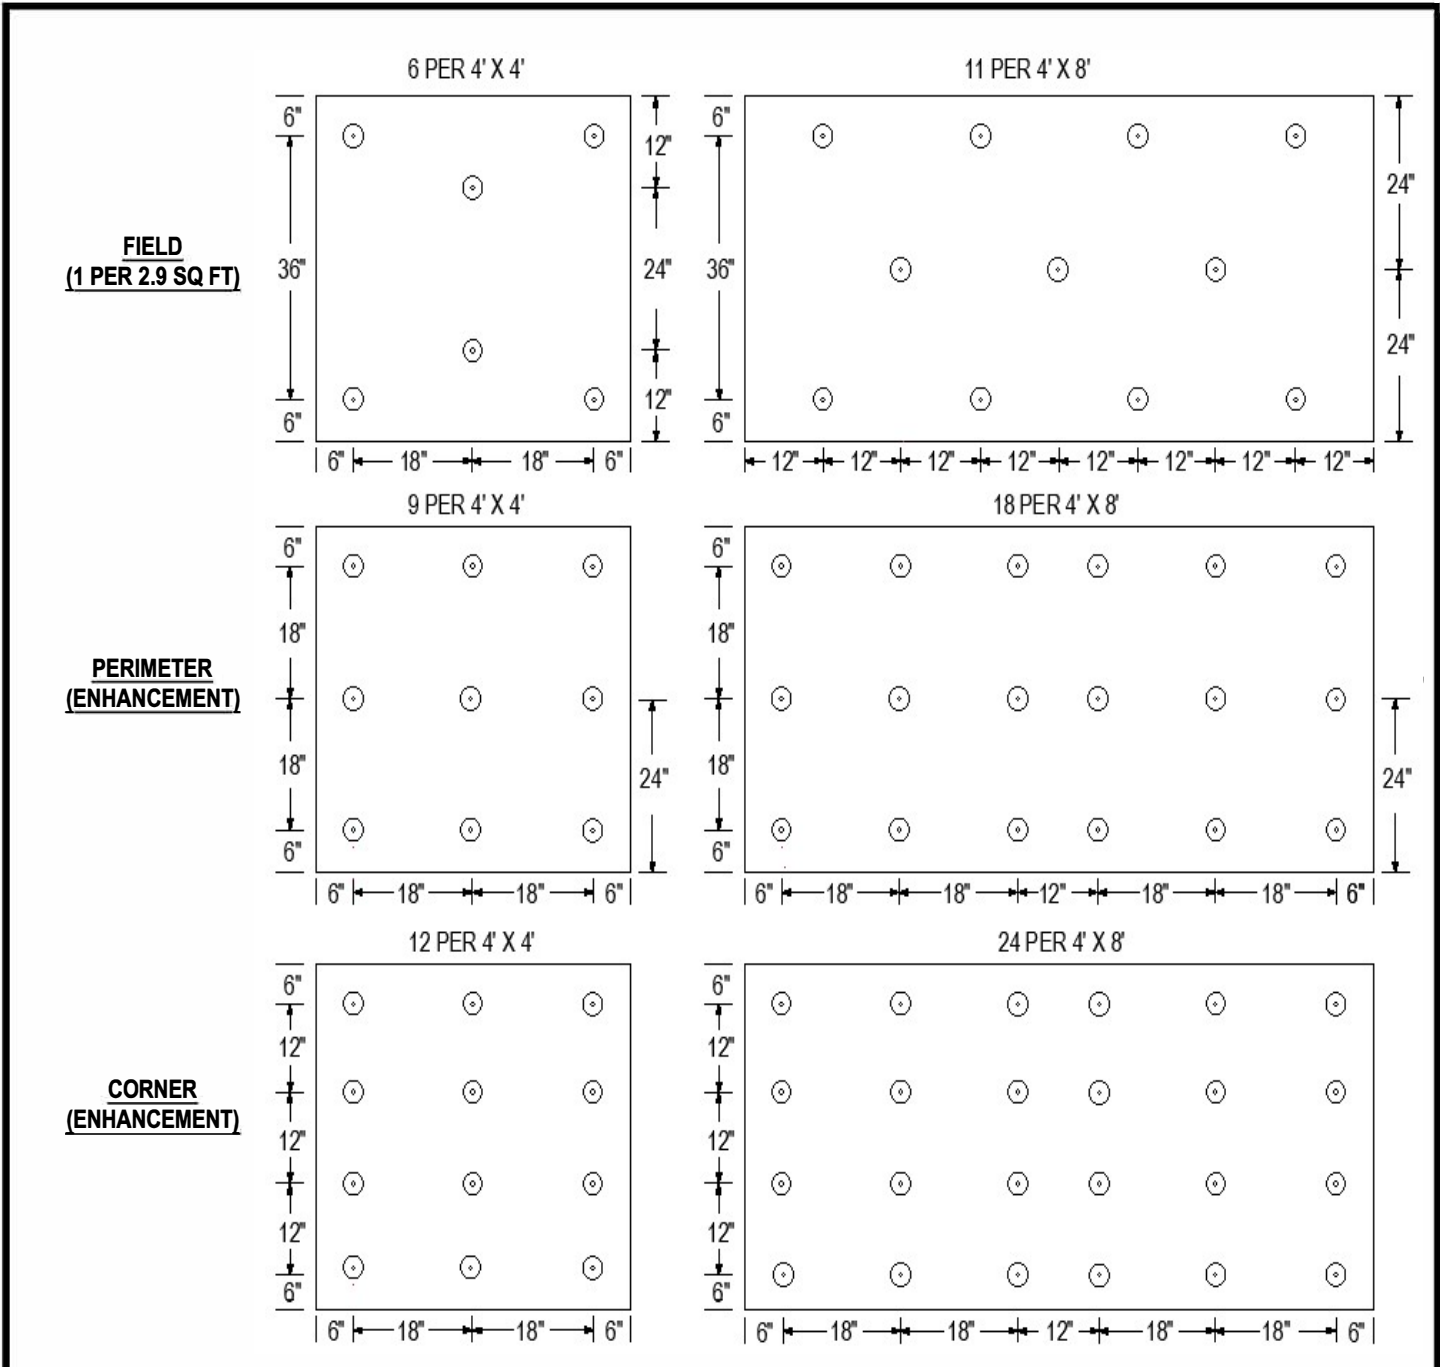 6 PER 4' X 4'
11 PER 4' X 8'
6"
36"
6"
12"
24"
12"
6" 18" 18" 6"
6"
36"
6"
24"
24"
12" 12" 12" 12" 12" 12" 12" 12"
FIELD
(1 PER 2.9 SQ FT)
9 PER 4' X 4'
18 PER 4' X 8'
6"
18"
18"
6"
24"
6" 18" 18" 6"
6"
18"
18"
6"
24"
6" 18" 18" 12" 18" 18" 6"
PERIMETER
(ENHANCEMENT)
12 PER 4' X 4'
24 PER 4' X 8'
6"
12"
12"
12"
6"
6" 18" 18" 6"
6"
12"
12"
12"
6"
6" 18" 18" 12" 18" 18" 6"
CORNER
(ENHANCEMENT)